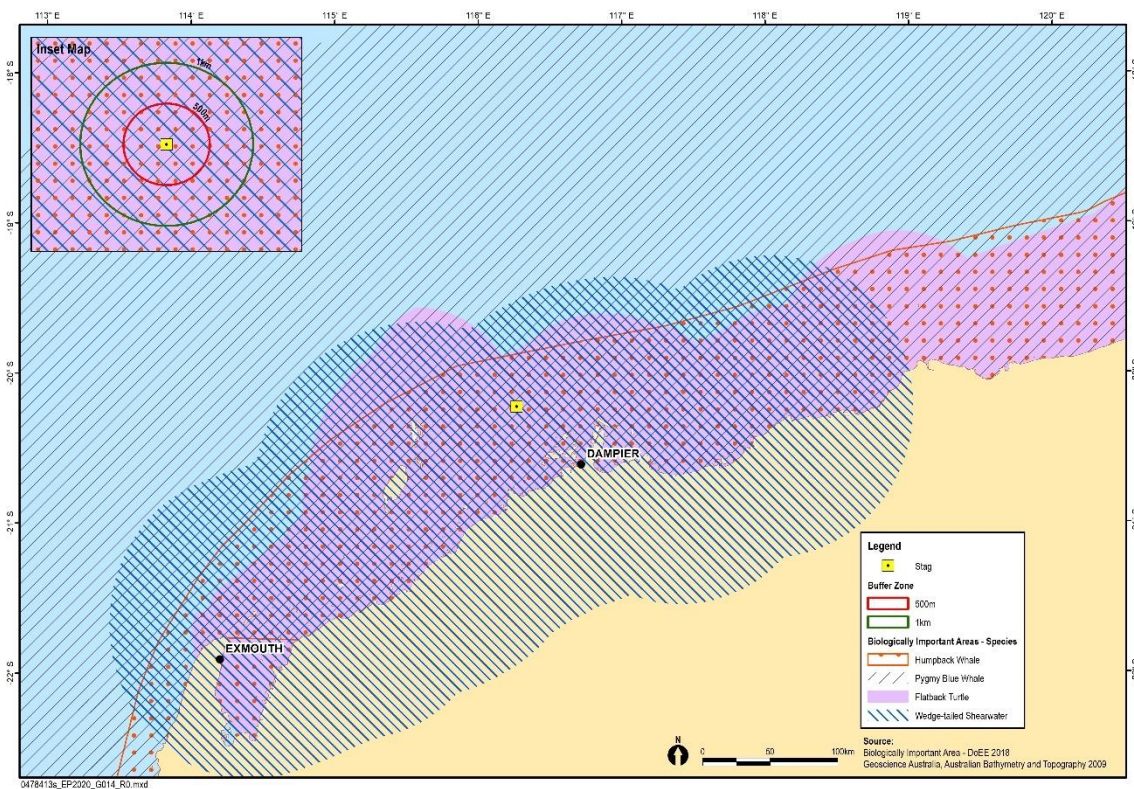 113° E 114° E 115° E 116° E 117° E 118° E 119° E 120° E
Inset Map
1km
500m
-18° S
-19° S
-20° S
-21° S
-22° S
DAMPIER
EXMOUTH
Legend
Stag
Buffer Zone
500m
1km
Biologically Important Areas - Species
Humpback Whale
Pygmy Blue Whale
Flatback Turtle
Wedge-tailed Shearwater
N
0 50 100km
Source:
Biologically Important Area - DoEE 2018
Geoscience Australia, Australian Bathymetry and Topography 2009
0478413s_EP2020_G014_R0.mxd